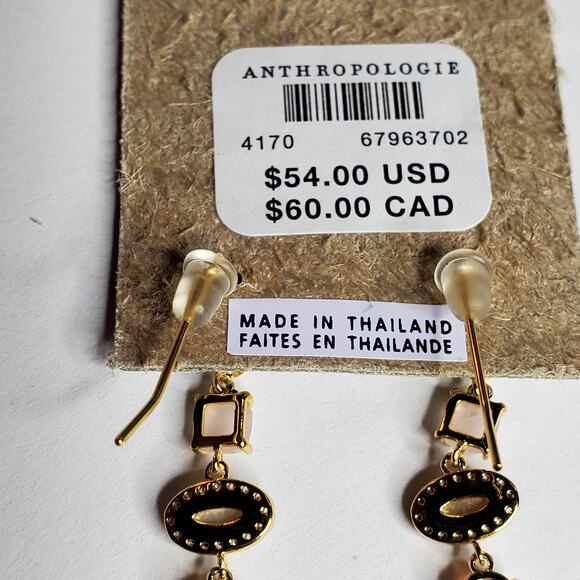 ANTHROPOLOGIE
4170 67963702
$54.00 USD
$60.00 CAD
MADE IN THAILAND
FAITES EN THAILANDE